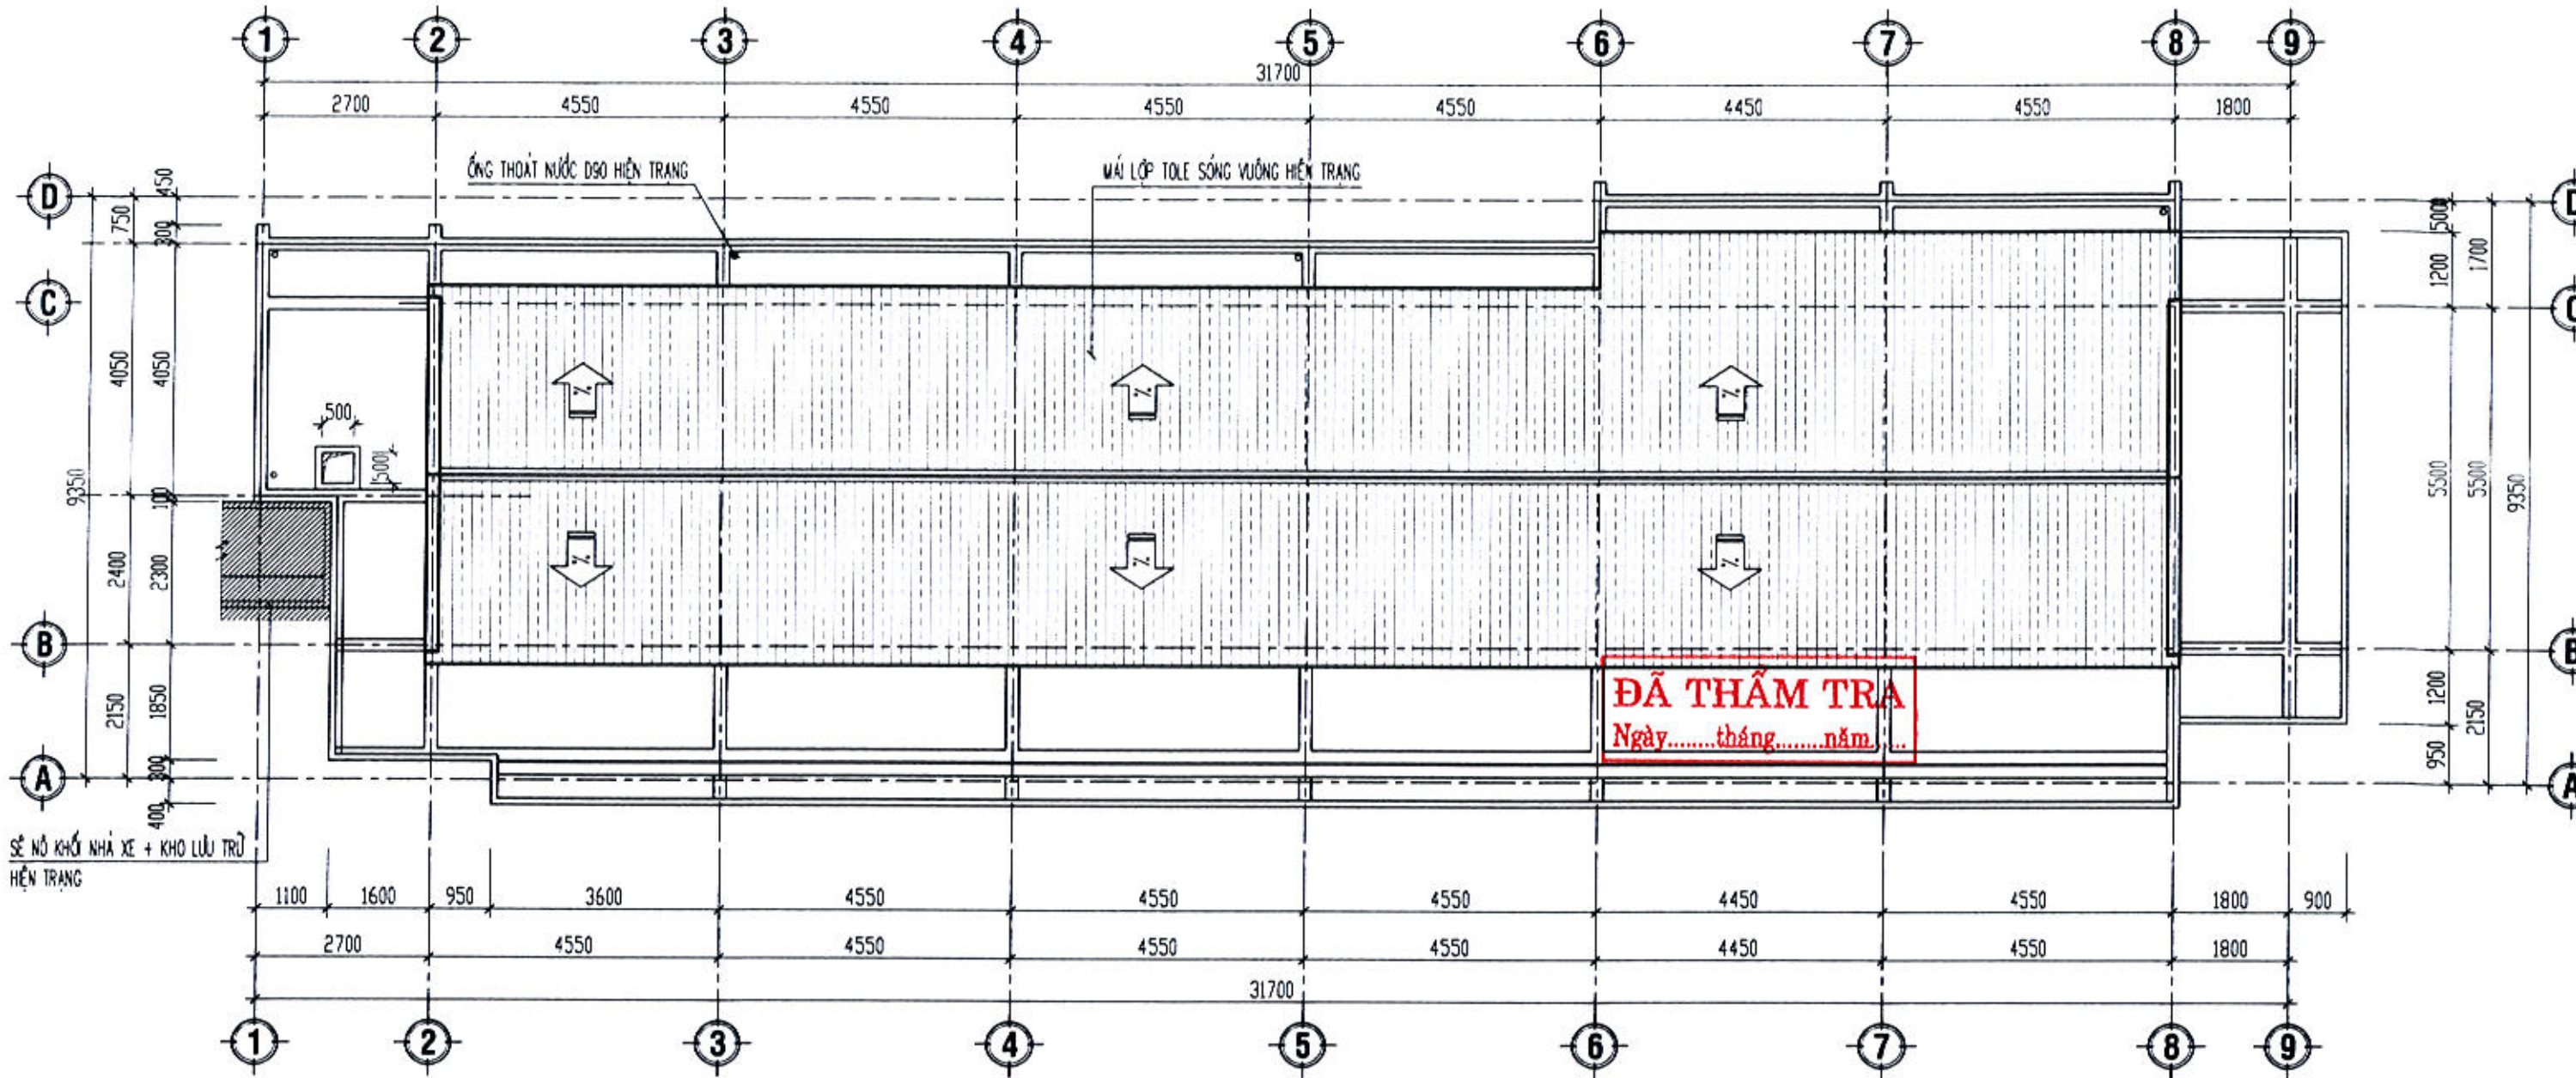 1 2 3 4 5 6 7 8 9
31700
2700 4550 4550 4550 4550 4450 4550 1800
ỐNG THOÁT NƯỚC D90 HIỆN TRẠNG
MÁI LỚP TOLE SÓNG VUÔNG HIỆN TRẠNG
D
C
B
A
9350
750
4050
2400
2150
450
300
4050
100
2300
1850
300
400
500
500
%
%
%
%
%
%
D
C
B
A
500
1200
5500
1200
950
1700
5500
2150
9350
ĐÃ THẨM TRA
Ngày........tháng........năm......
SÊ NÔ KHỐI NHÀ XE + KHO LƯU TRỮ
HIỆN TRẠNG
1100 1600 950 3600 4550 4550 4550 4450 4550 1800 900
2700 4550 4550 4550 4550 4450 4550 1800
31700
1 2 3 4 5 6 7 8 9